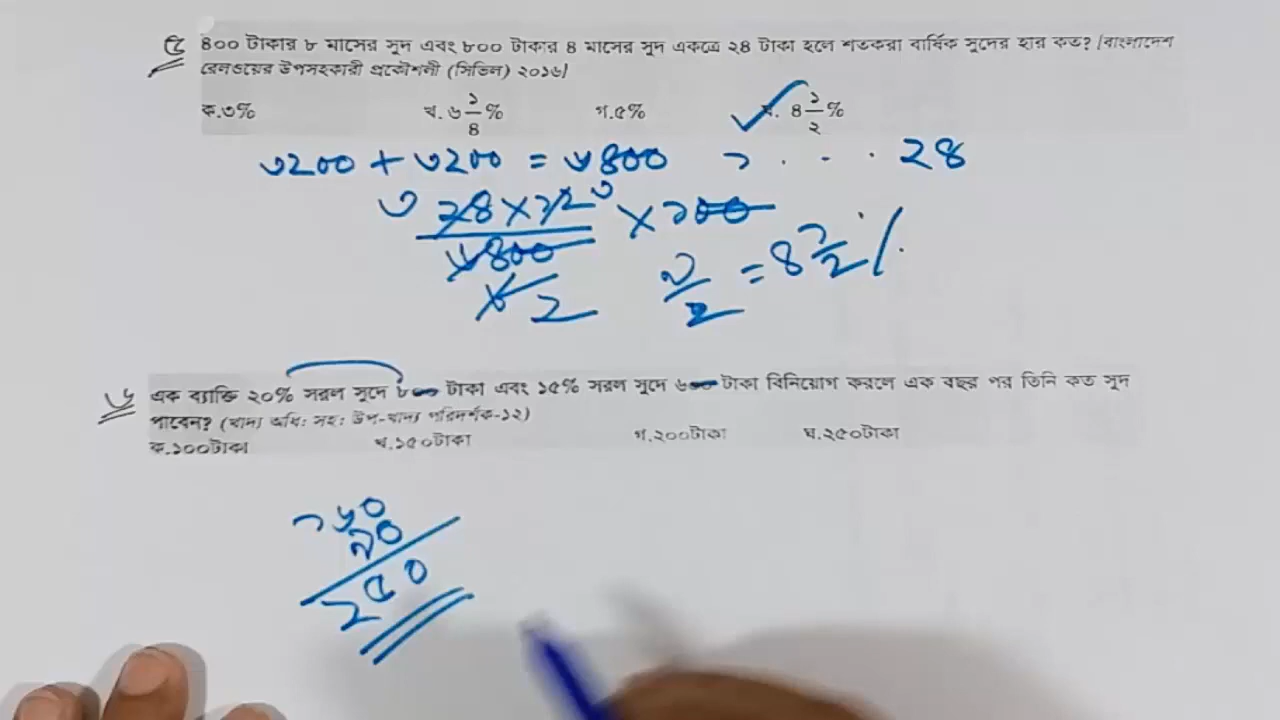 ৫ ৪০০ টাকার ৮ মাসের সুদ এবং ৮০০ টাকার ৪ মাসের সুদ একত্রে ২৪ টাকা হলে শতকরা বার্ষিক সুদের হার কত? [বাংলাদেশ
রেলওয়ের উপসহকারী প্রকৌশলী (সিভিল) ২০১৬]
ক.৩% খ. ৬ ১/৪ % গ.৫% ঘ. ৪ ১/২ %
৩২০০ + ৩২০০ = ৬৪০০ ২৪
৩ ২৪ × ১২ ৩ × ১০০
৬৪০০
২ ৯/২ = ৪ ১/২ %
৬ এক ব্যক্তি ২০% সরল সুদে ৮০০ টাকা এবং ১৫% সরল সুদে ৬০০ টাকা বিনিয়োগ করলে এক বছর পর তিনি কত সুদ
পাবেন? (খাদ্য অধি: সহ: উপ-খাদ্য পরিদর্শক-১২)
ক.১০০টাকা খ.১৫০টাকা গ.২০০টাকা ঘ.২৫০টাকা
১৬০
৯০
২৫০